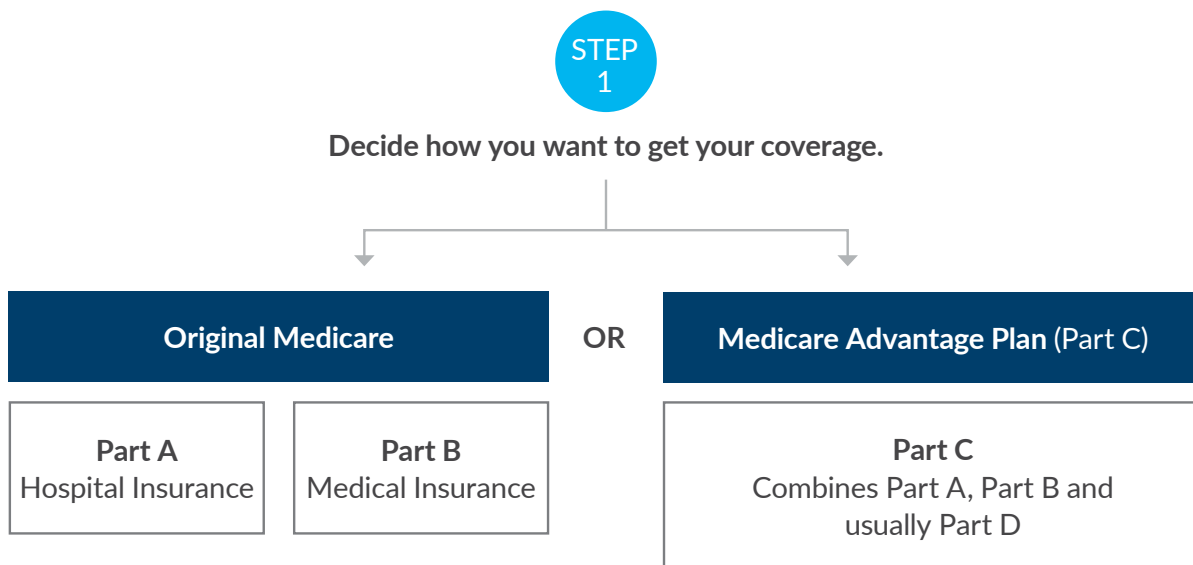 STEP
1
Decide how you want to get your coverage.
Original Medicare
OR
Medicare Advantage Plan (Part C)
Part A
Hospital Insurance
Part B
Medical Insurance
Part C
Combines Part A, Part B and
usually Part D